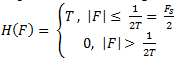 H(F) = { T , |F| ≤ 1/2T = F_s/2
0, |F| > 1/2T